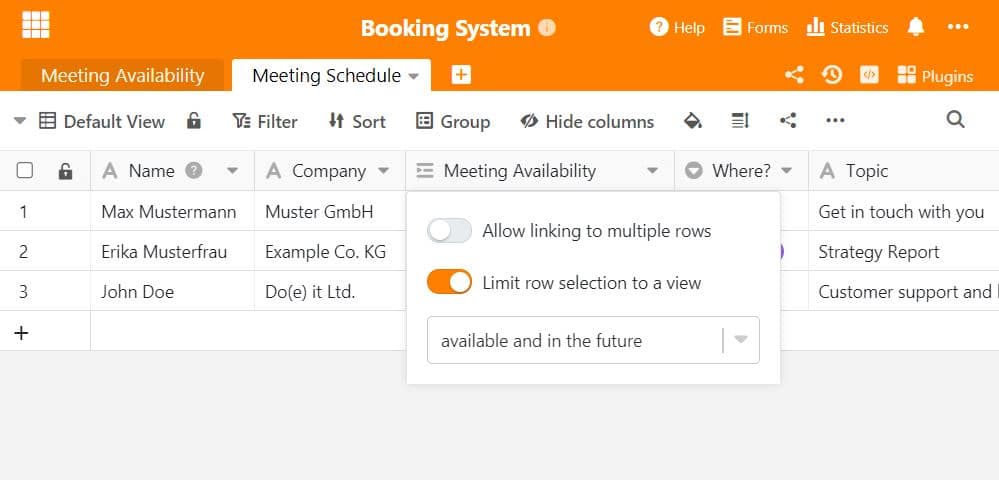 Booking System
Help Forms Statistics
Meeting Availability Meeting Schedule
Plugins
Default View Filter Sort Group Hide columns
Name Company Meeting Availability Where? Topic
1 Max Mustermann Muster GmbH Get in touch with you
2 Erika Musterfrau Example Co. KG Strategy Report
3 John Doe Do(e) it Ltd. Customer support and
Allow linking to multiple rows
Limit row selection to a view
available and in the future